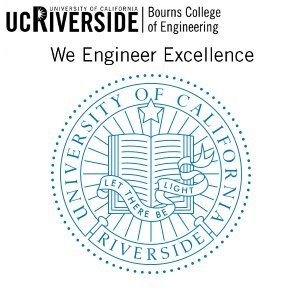 UNIVERSITY OF CALIFORNIA
UCRIVERSIDE
Bourns College
of Engineering
We Engineer Excellence
UNIVERSITY OF CALIFORNIA
LET THERE BE
LIGHT
RIVERSIDE